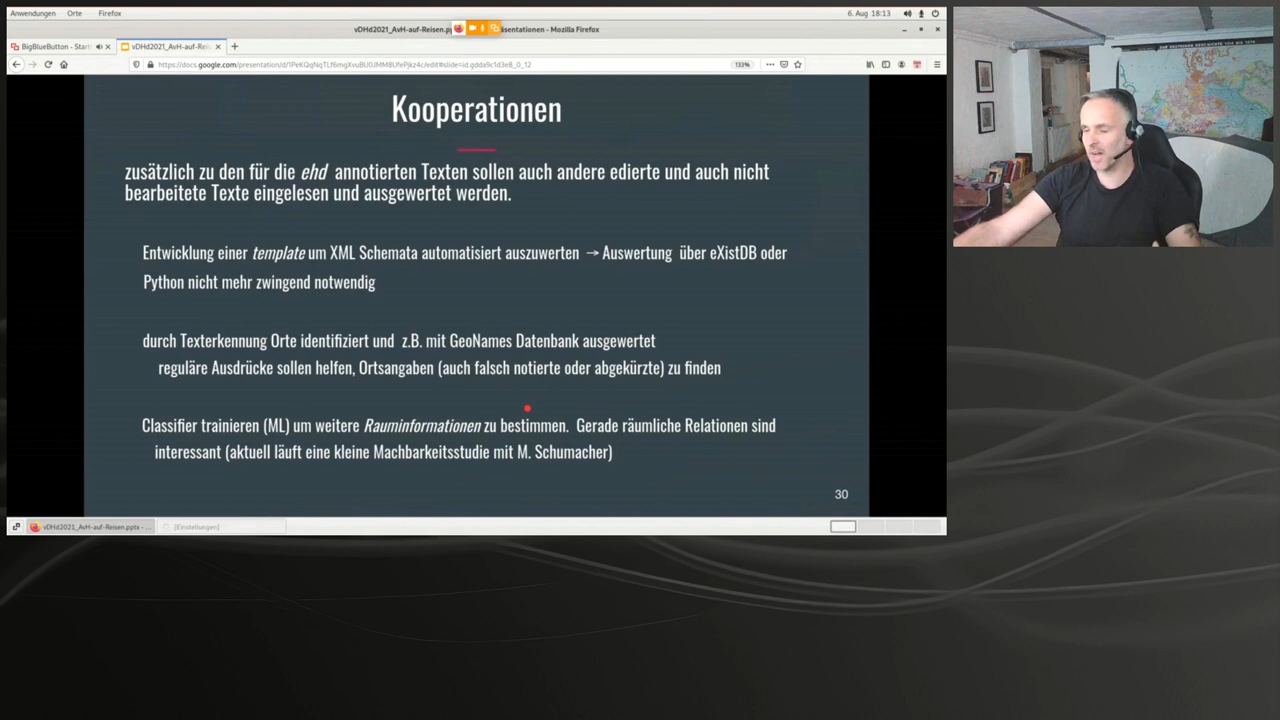 Anwendungen Orte Firefox 6. Aug 18:13
vDHd2021_AvH-auf-Reisen.p äsentationen - Mozilla Firefox
BigBlueButton - Start vDHd2021_AvH-auf-Reis
133%
Kooperationen
zusätzlich zu den für die ehd annotierten Texten sollen auch andere edierte und auch nicht
bearbeitete Texte eingelesen und ausgewertet werden.
Entwicklung einer template um XML Schemata automatisiert auszuwerten → Auswertung über eXistDB oder
Python nicht mehr zwingend notwendig
durch Texterkennung Orte identifiziert und z.B. mit GeoNames Datenbank ausgewertet
reguläre Ausdrücke sollen helfen, Ortsangaben (auch falsch notierte oder abgekürzte) zu finden
Classifier trainieren (ML) um weitere Rauminformationen zu bestimmen. Gerade räumliche Relationen sind
interessant (aktuell läuft eine kleine Machbarkeitsstudie mit M. Schumacher)
30
vDHd2021_AvH-auf-Reisen.pptx - ... [Einstellungen]